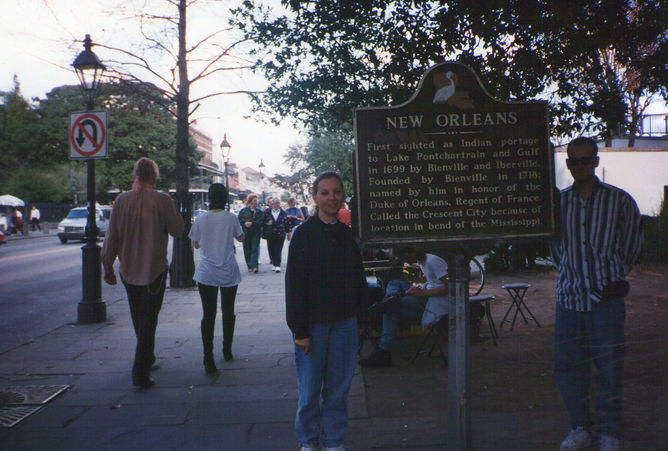 NEW ORLEANS
First sighted as Indian portage
to Lake Pontchartrain and Gulf
in 1699 by Bienville and Iberville.
Founded by Bienville in 1718;
named by him in honor of the
Duke of Orleans, Regent of France.
Called the Crescent City because of
location in bend of the Mississippi.